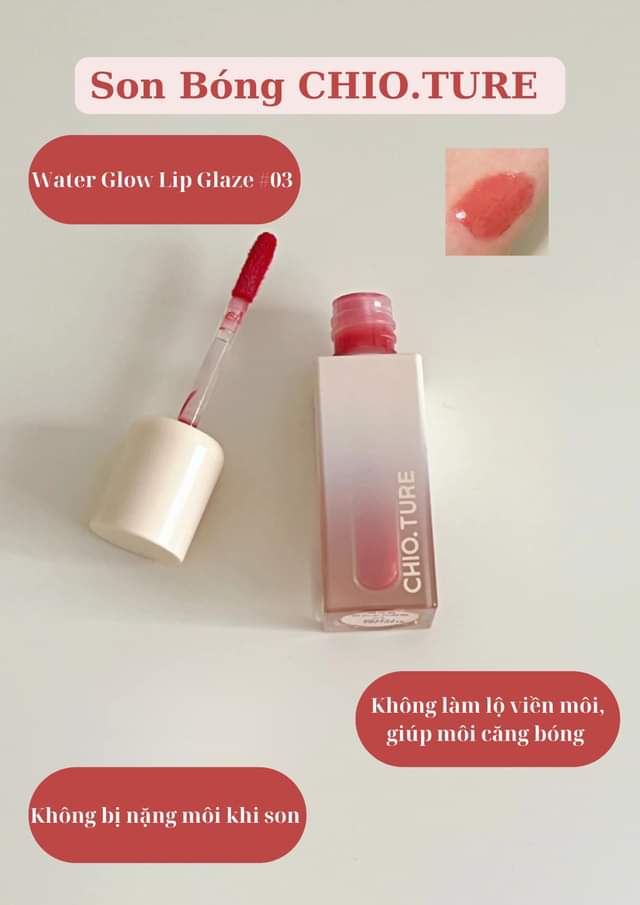 Son Bóng CHIO.TURE
Water Glow Lip Glaze #03
CHIO.TURE
Không làm lộ viền môi,
giúp môi căng bóng
Không bị nặng môi khi son